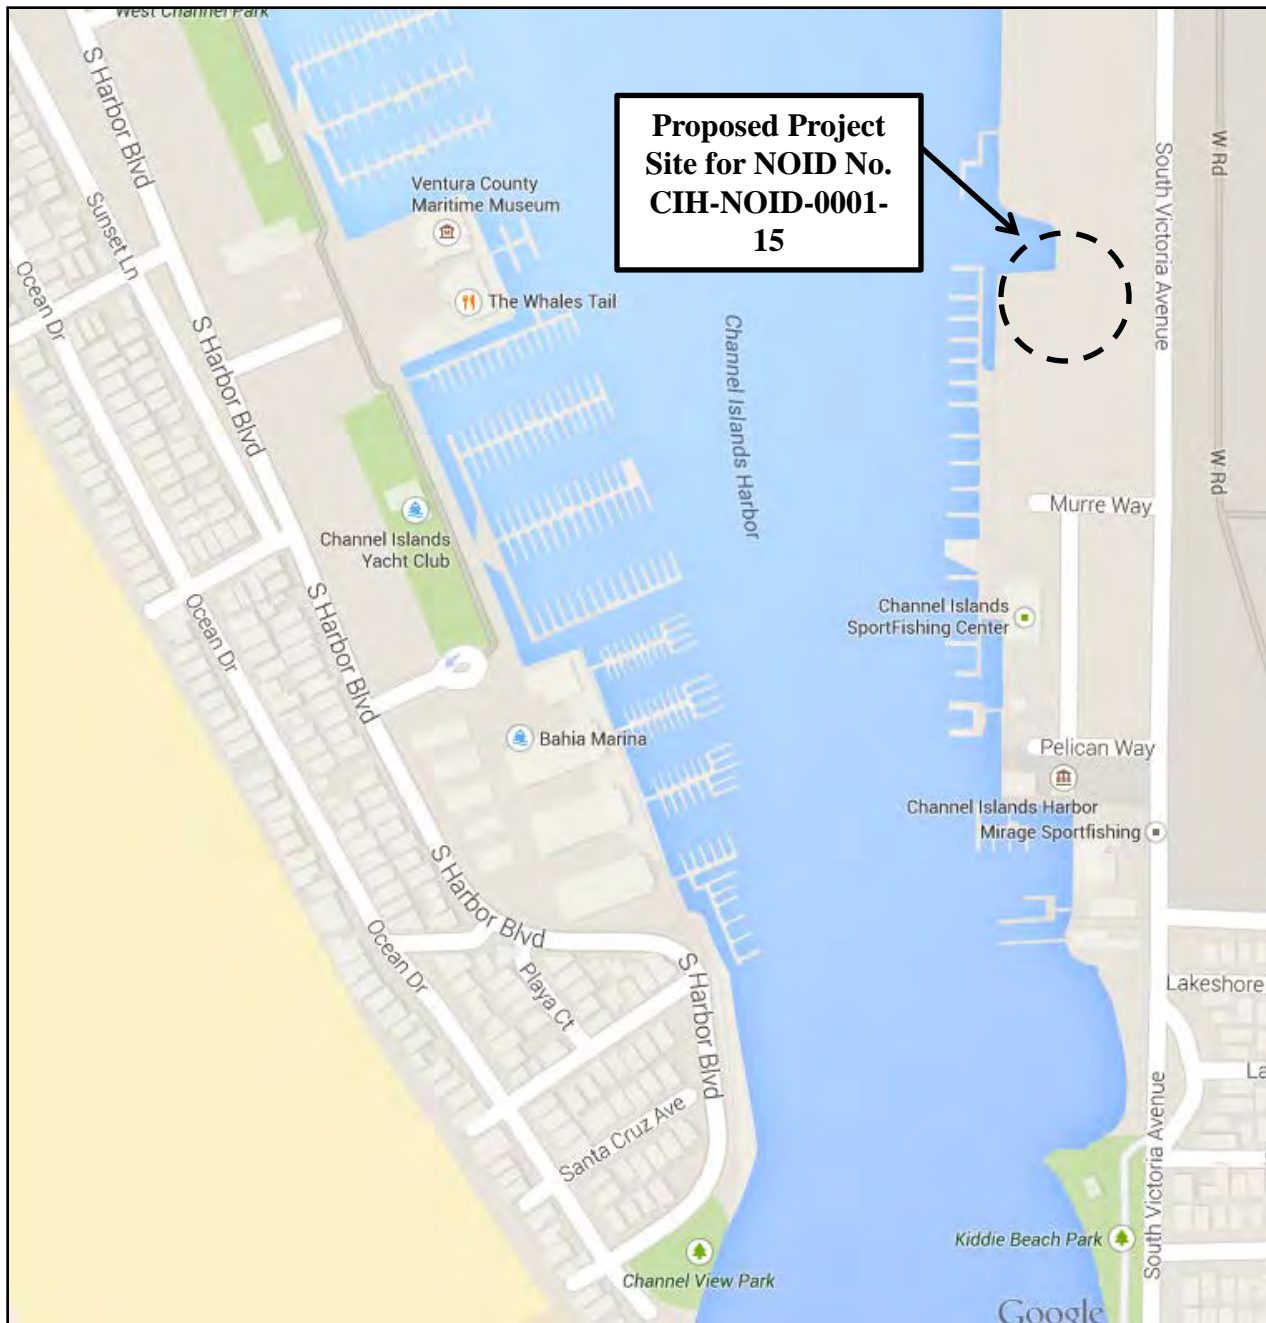 West Channel Park
S Harbor Blvd
Sunset Ln
Ocean Dr
S Harbor Blvd
Ventura County
Maritime Museum
The Whales Tail
Proposed Project
Site for NOID No.
CIH-NOID-0001-
15
South Victoria Avenue
W Rd
W Rd
Channel Islands Harbor
Murre Way
Channel Islands
Yacht Club
Ocean Dr
S Harbor Blvd
Channel Islands
SportFishing Center
Bahia Marina
Pelican Way
Channel Islands Harbor
Mirage Sportfishing
S Harbor Blvd
Ocean Dr
Playa Ct
S Harbor Blvd
Santa Cruz Ave
Lakeshore
La
South Victoria Avenue
Kiddie Beach Park
Channel View Park
Google